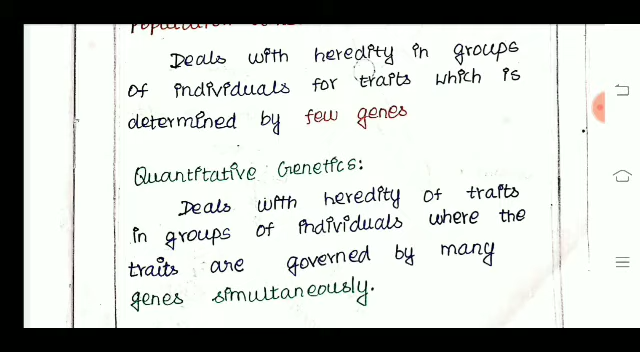 Deals with heredity in groups
of individuals for traits which is
determined by few genes
Quantitative Genetics:
Deals with heredity of traits
in groups of individuals where the
traits are governed by many
genes simultaneously.